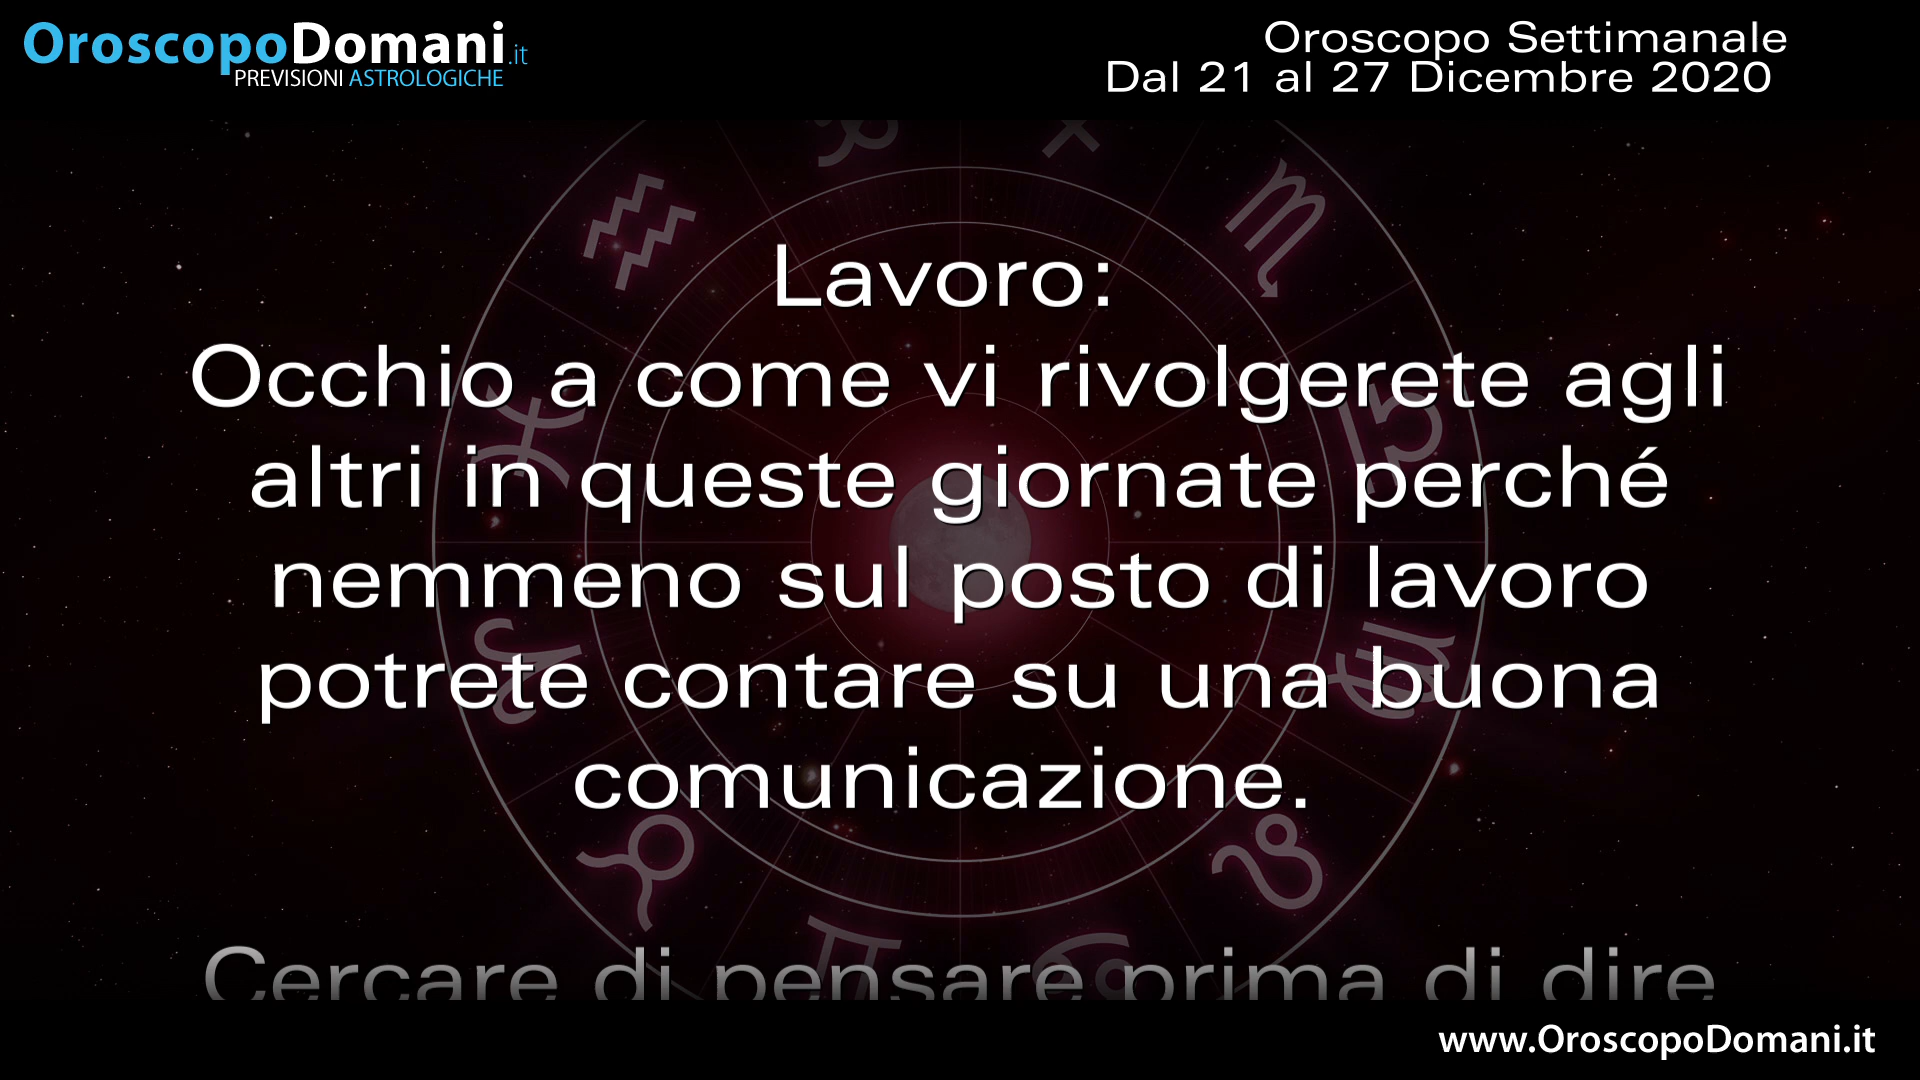 OroscopoDomani.it
PREVISIONI ASTROLOGICHE
Oroscopo Settimanale
Dal 21 al 27 Dicembre 2020
Lavoro:
Occhio a come vi rivolgerete agli
altri in queste giornate perché
nemmeno sul posto di lavoro
potrete contare su una buona
comunicazione.
Cercare di pensare prima di dire
www.OroscopoDomani.it